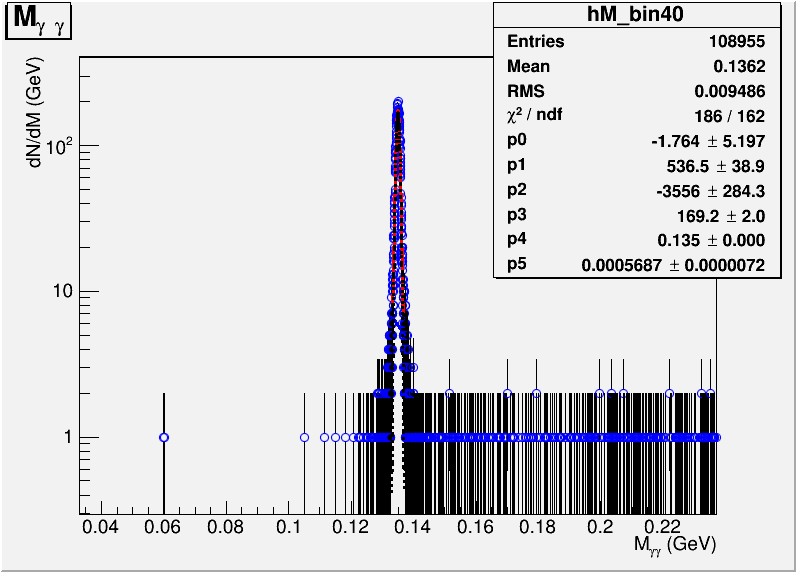 M γ γ
hM_bin40
Entries 108955
Mean 0.1362
RMS 0.009486
χ² / ndf 186 / 162
p0 -1.764 ± 5.197
p1 536.5 ± 38.9
p2 -3556 ± 284.3
p3 169.2 ± 2.0
p4 0.135 ± 0.000
p5 0.0005687 ± 0.0000072
dN/dM (GeV)
10²
10
1
0.04 0.06 0.08 0.1 0.12 0.14 0.16 0.18 0.2 0.22
Mγγ (GeV)